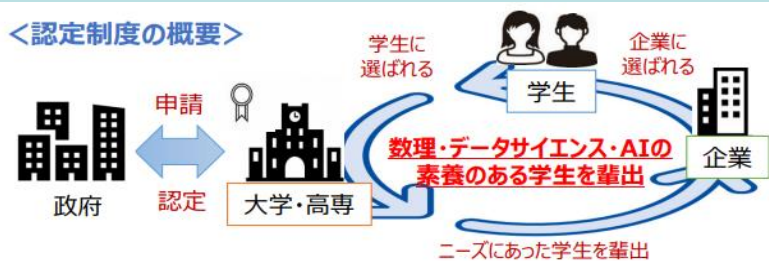 <認定制度の概要>
学生に
選ばれる
企業に
選ばれる
学生
申請
認定
政府
大学・高専
数理・データサイエンス・AIの
素養のある学生を輩出
企業
ニーズにあった学生を輩出